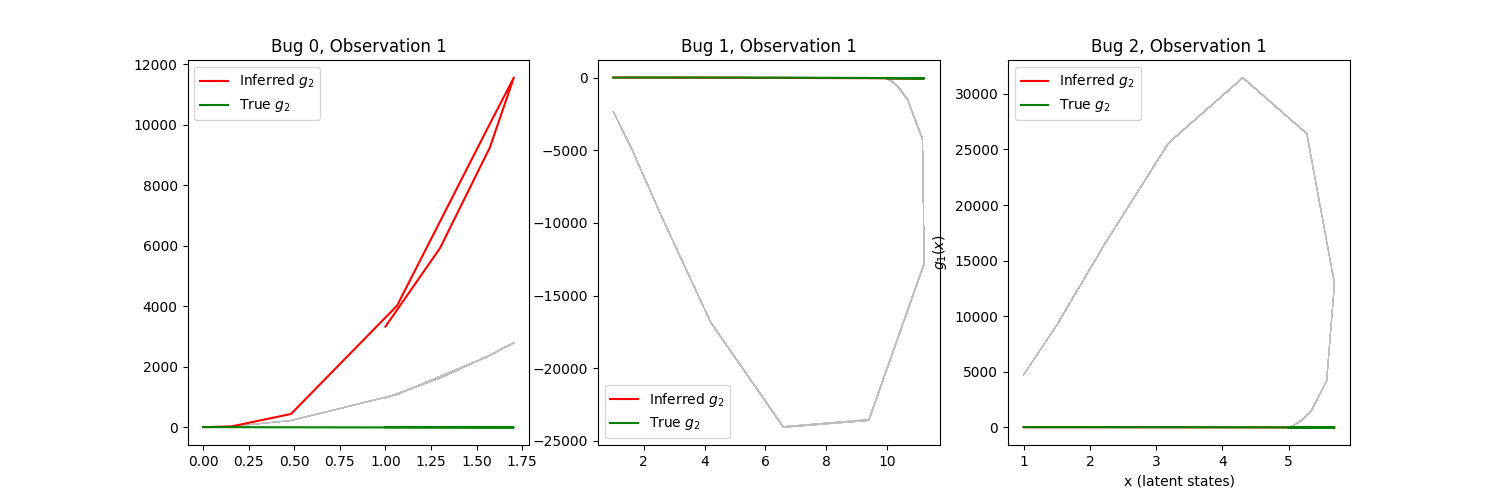 Bug 0, Observation 1
Inferred g₂
True g₂
12000
10000
8000
6000
4000
2000
0
0.00 0.25 0.50 0.75 1.00 1.25 1.50 1.75
Bug 1, Observation 1
0
−5000
−10000
−15000
−20000
−25000
Inferred g₂
True g₂
2 4 6 8 10
Bug 2, Observation 1
Inferred g₂
True g₂
g₁(x)
30000
25000
20000
15000
10000
5000
0
1 2 3 4 5
x (latent states)